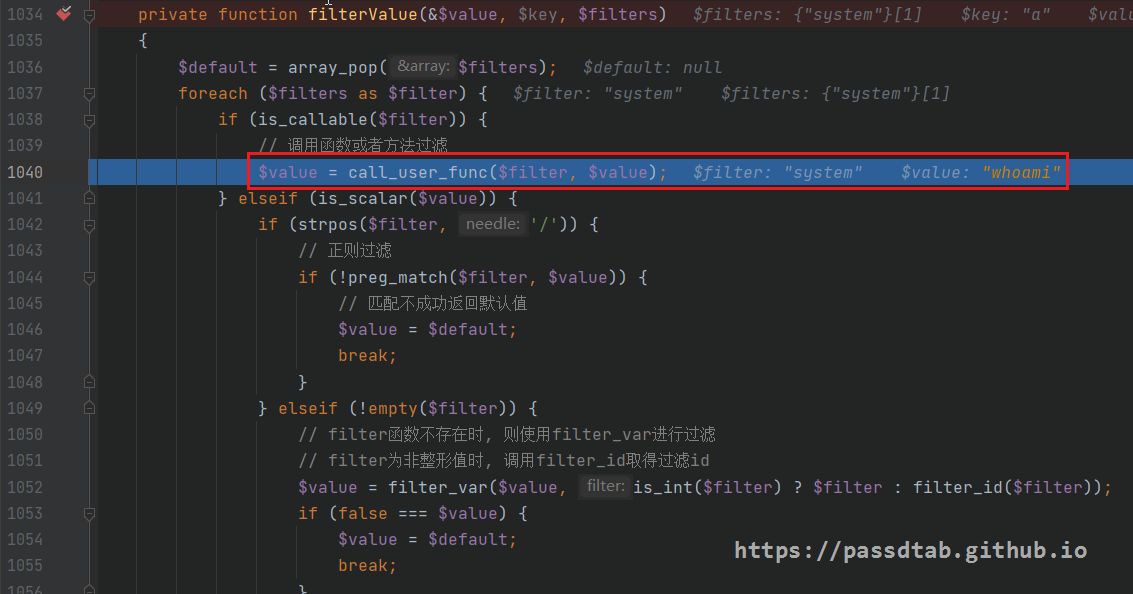 1034 private function filterValue(&$value, $key, $filters) $filters: {"system"}[1] $key: "a" $valu
1035 {
1036 $default = array_pop( &array: $filters); $default: null
1037 foreach ($filters as $filter) { $filter: "system" $filters: {"system"}[1]
1038 if (is_callable($filter)) {
1039 // 调用函数或者方法过滤
1040 $value = call_user_func($filter, $value); $filter: "system" $value: "whoami"
1041 } elseif (is_scalar($value)) {
1042 if (strpos($filter, needle: '/')) {
1043 // 正则过滤
1044 if (!preg_match($filter, $value)) {
1045 // 匹配不成功返回默认值
1046 $value = $default;
1047 break;
1048 }
1049 } elseif (!empty($filter)) {
1050 // filter函数不存在时, 则使用filter_var进行过滤
1051 // filter为非整形值时, 调用filter_id取得过滤id
1052 $value = filter_var($value, filter: is_int($filter) ? $filter : filter_id($filter));
1053 if (false === $value) {
1054 $value = $default;
1055 break;
1056 }
https://passdtab.github.io